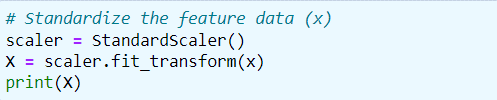 # Standardize the feature data (x)
scaler = StandardScaler()
X = scaler.fit_transform(x)
print(X)